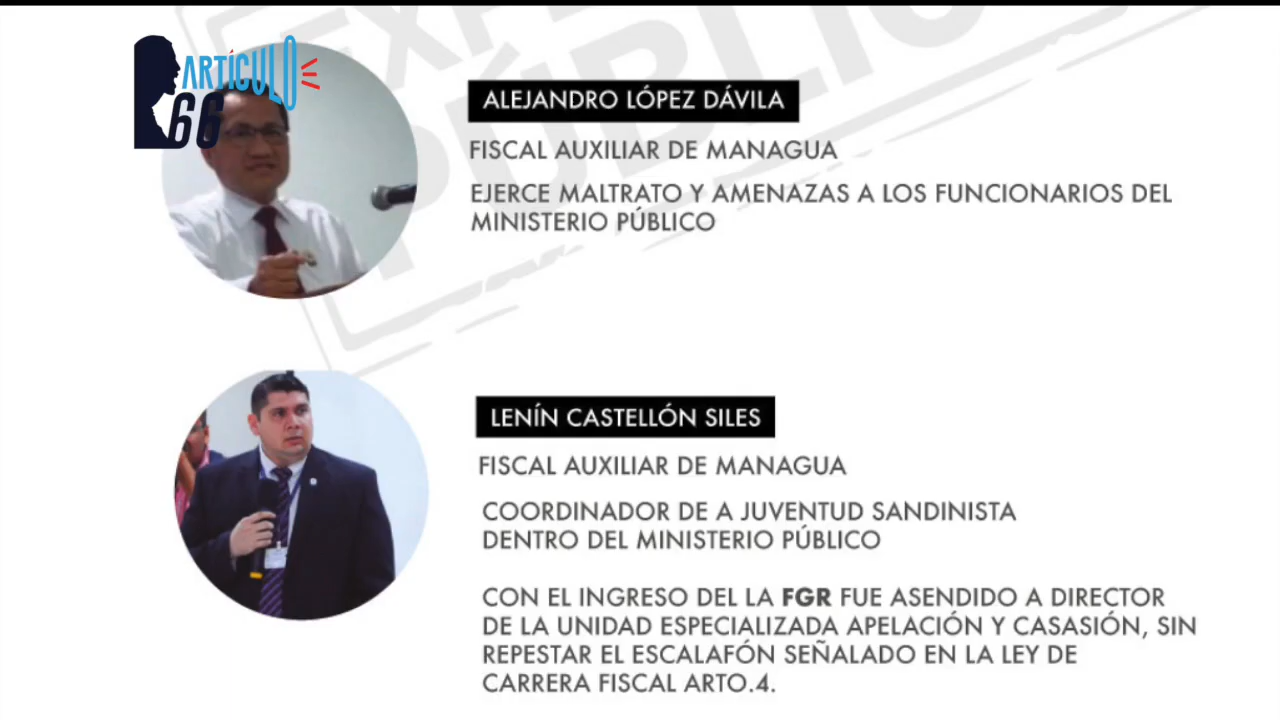 ARTÍCULO
66
ALEJANDRO LÓPEZ DÁVILA
FISCAL AUXILIAR DE MANAGUA
EJERCE MALTRATO Y AMENAZAS A LOS FUNCIONARIOS DEL
MINISTERIO PÚBLICO
LENÍN CASTELLÓN SILES
FISCAL AUXILIAR DE MANAGUA
COORDINADOR DE A JUVENTUD SANDINISTA
DENTRO DEL MINISTERIO PÚBLICO
CON EL INGRESO DEL LA FGR FUE ASENDIDO A DIRECTOR
DE LA UNIDAD ESPECIALIZADA APELACIÓN Y CASASIÓN, SIN
REPESTAR EL ESCALAFÓN SEÑALADO EN LA LEY DE
CARRERA FISCAL ARTO.4.